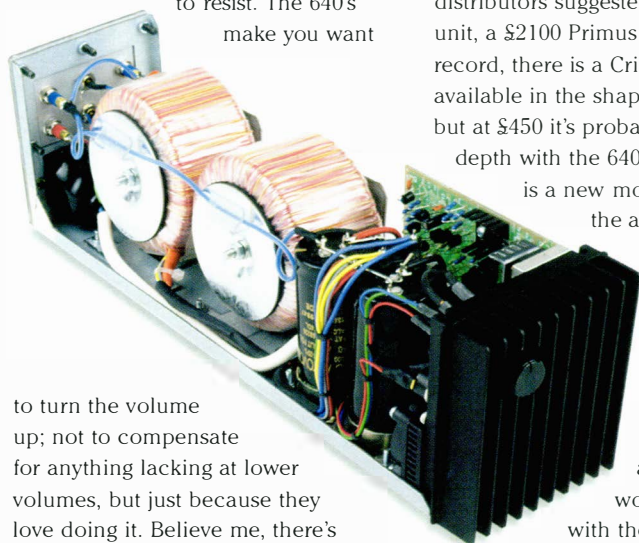 to resist. The 640's
make you want
to turn the volume
up; not to compensate
for anything lacking at lower
volumes, but just because they
love doing it. Believe me, there's
distributors suggeste
unit, a £2100 Primus
record, there is a Cri
available in the shap
but at £450 it's proba
depth with the 640
is a new mo
the a
a
wo
with the